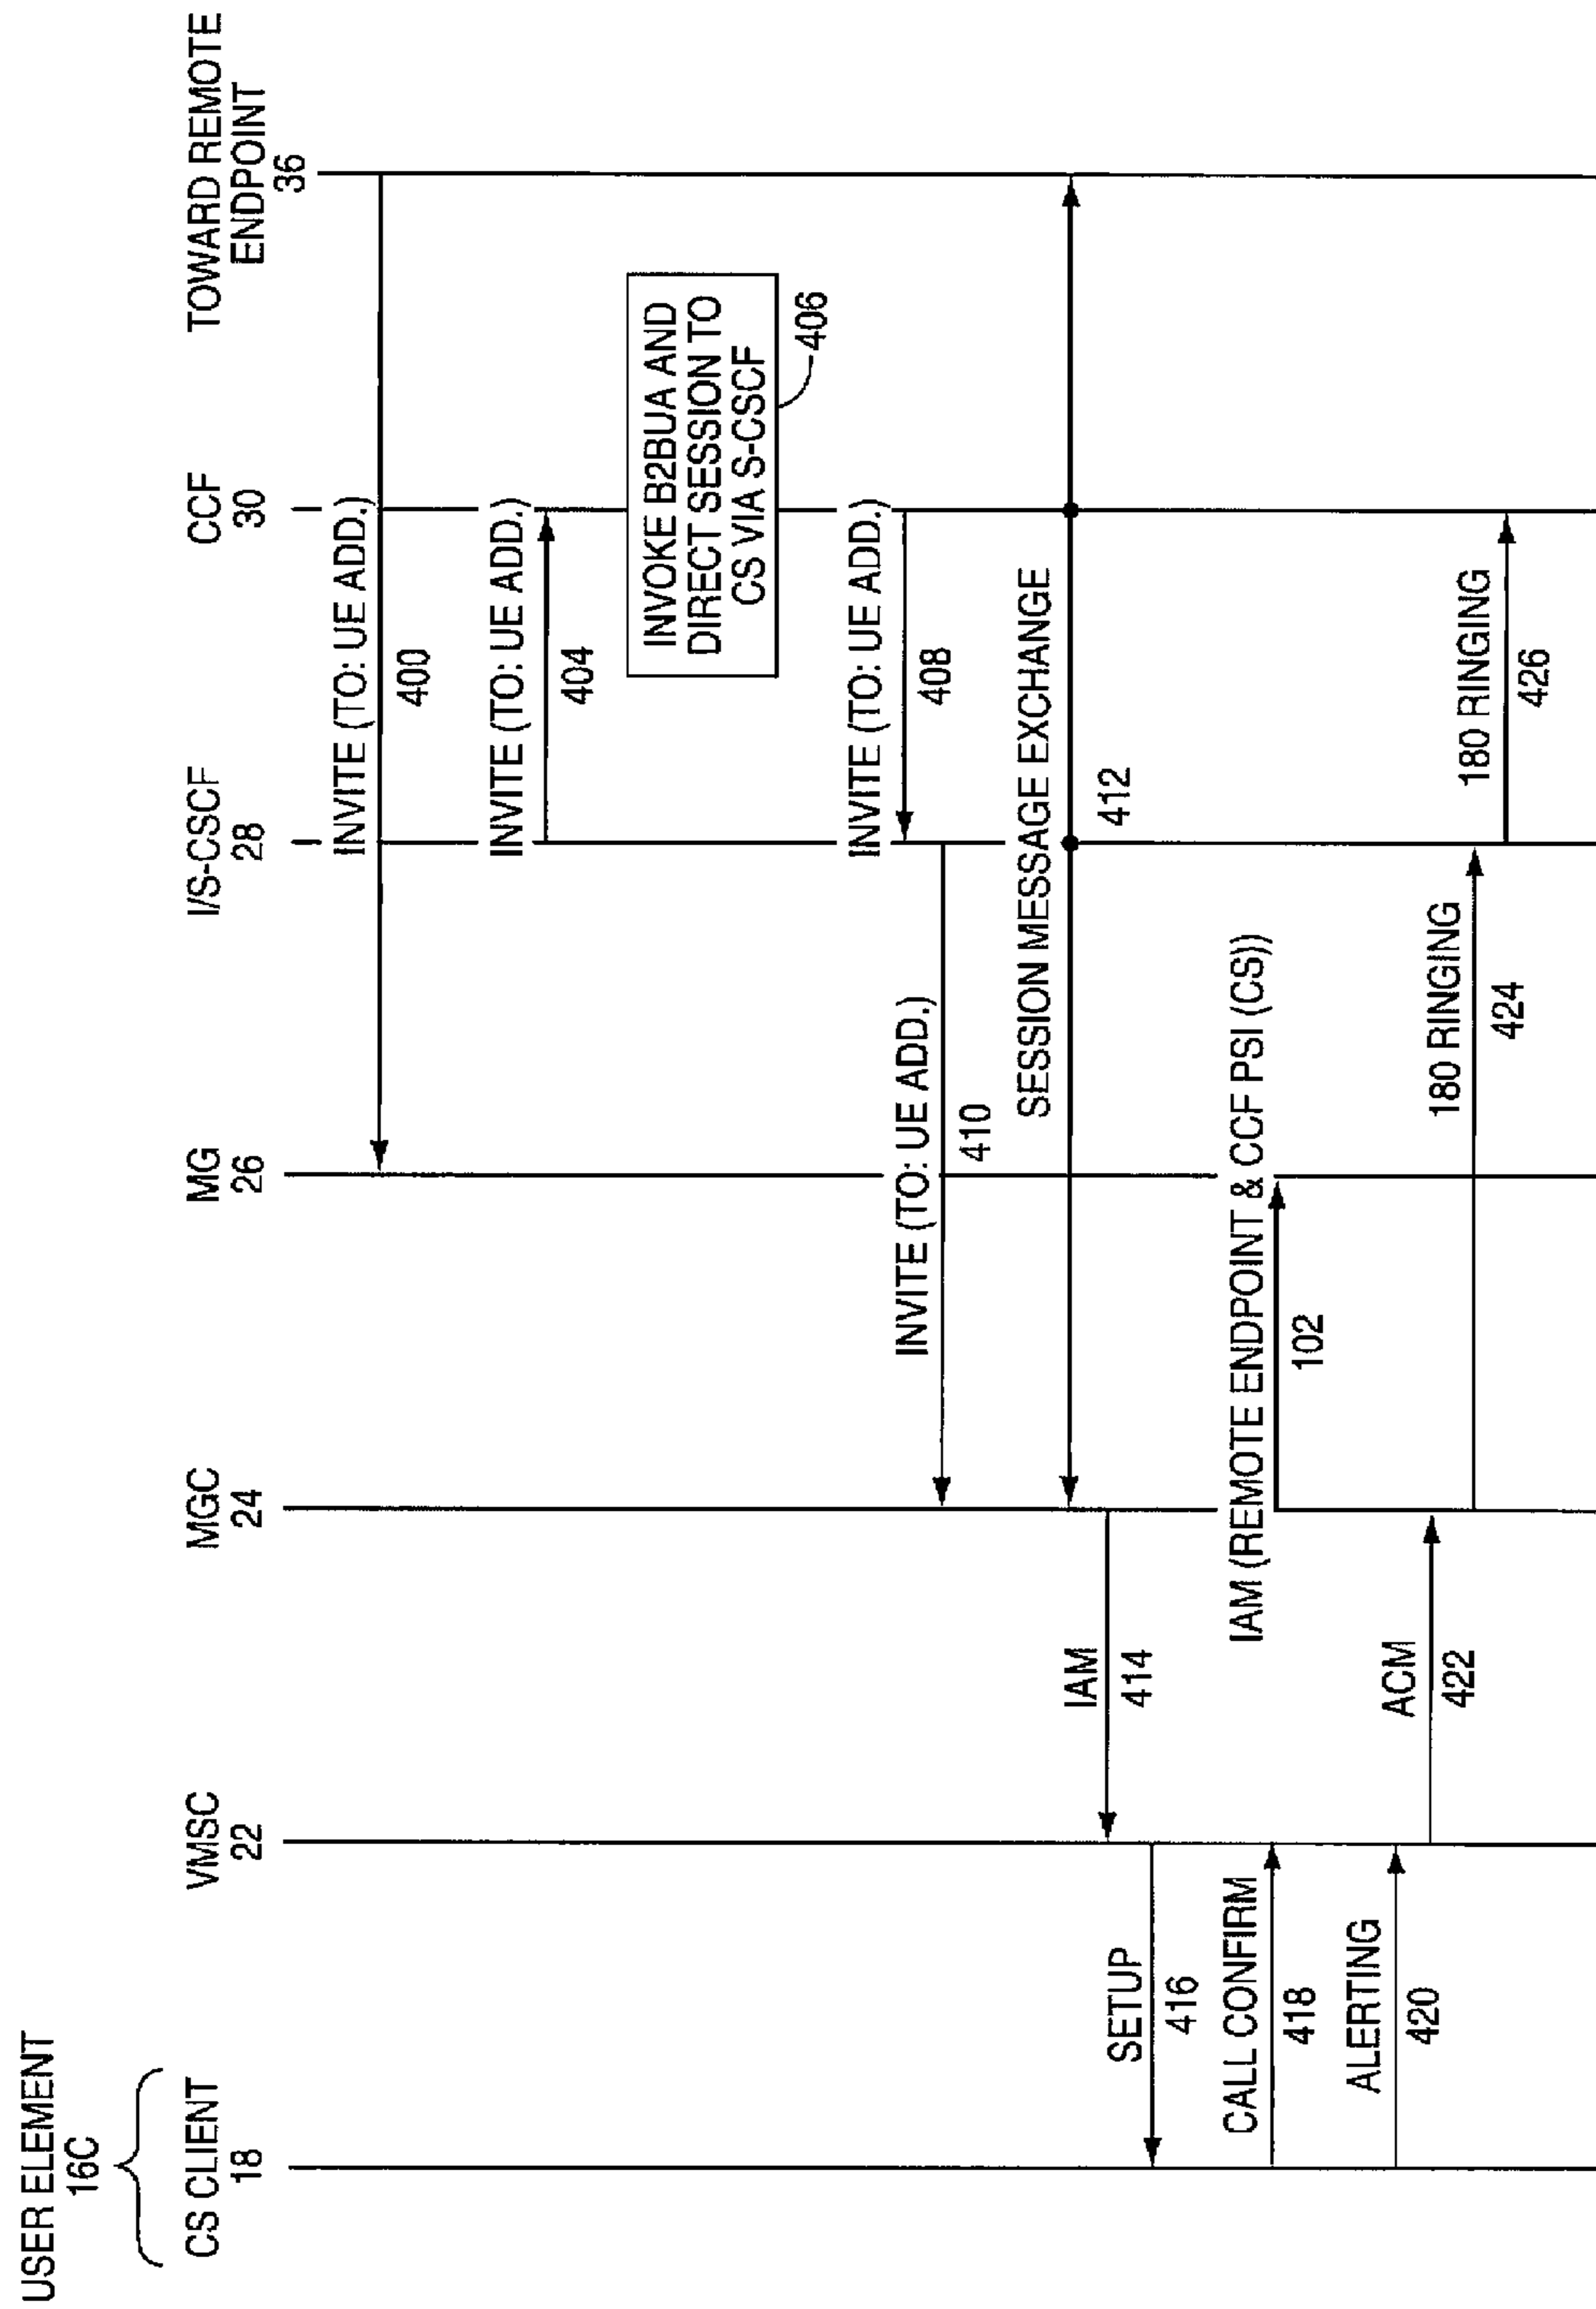 USER ELEMENT
16C
CS CLIENT
18
VMSC
22
MGC
24
MG
26
I/S-CSCF
28
CCF
30
TOWARD REMOTE
ENDPOINT
36
INVITE (TO: UE ADD.)
400
INVITE (TO: UE ADD.)
404
INVOKE B2BUA AND
DIRECT SESSION TO
CS VIA S-CSCF
406
INVITE (TO: UE ADD.)
408
INVITE (TO: UE ADD.)
410
SESSION MESSAGE EXCHANGE
412
IAM
414
SETUP
416
CALL CONFIRM
418
IAM (REMOTE ENDPOINT & CCF PSI (CS))
102
ALERTING
420
ACM
422
180 RINGING
424
180 RINGING
426